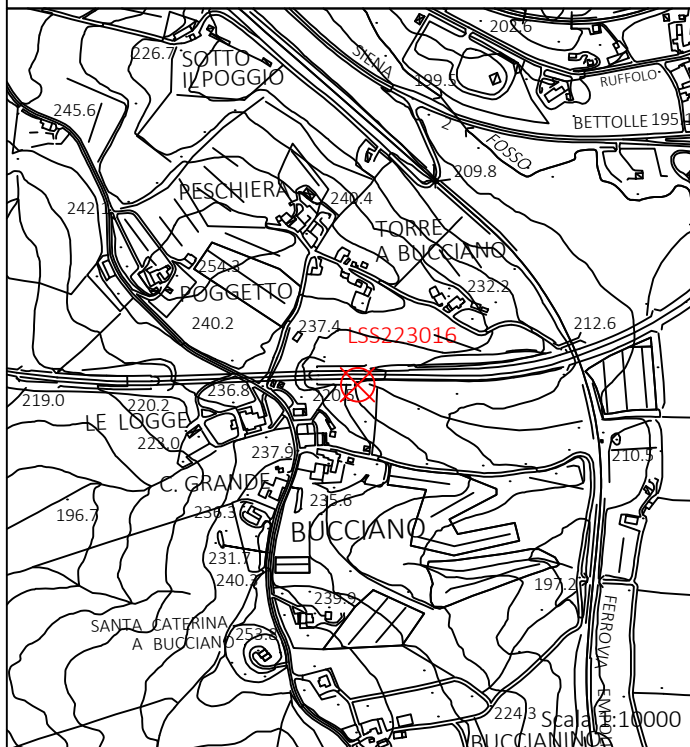 202.6
226.7
SOTTO
IL POGGIO
SIENA
199.5
RUFFOLO
245.6
BETTOLE 195.1
FOSSO
209.8
PESCHIERA
240.4
242.1
TORRE
A BUCCIANO
254.3
POGGETTO
232.2
240.2
237.4
LSS223016
212.6
219.0
220.2
236.8
220.5
LE LOGGE
223.0
237.9
210.5
C. GRANDE
235.6
196.7
236.3
BUCCIANO
231.7
240.3
197.2
239.9
SANTA CATERINA
A BUCCIANO
253.8
FERROVIA
224.3
Scala 1:10000
BUCCIANINO